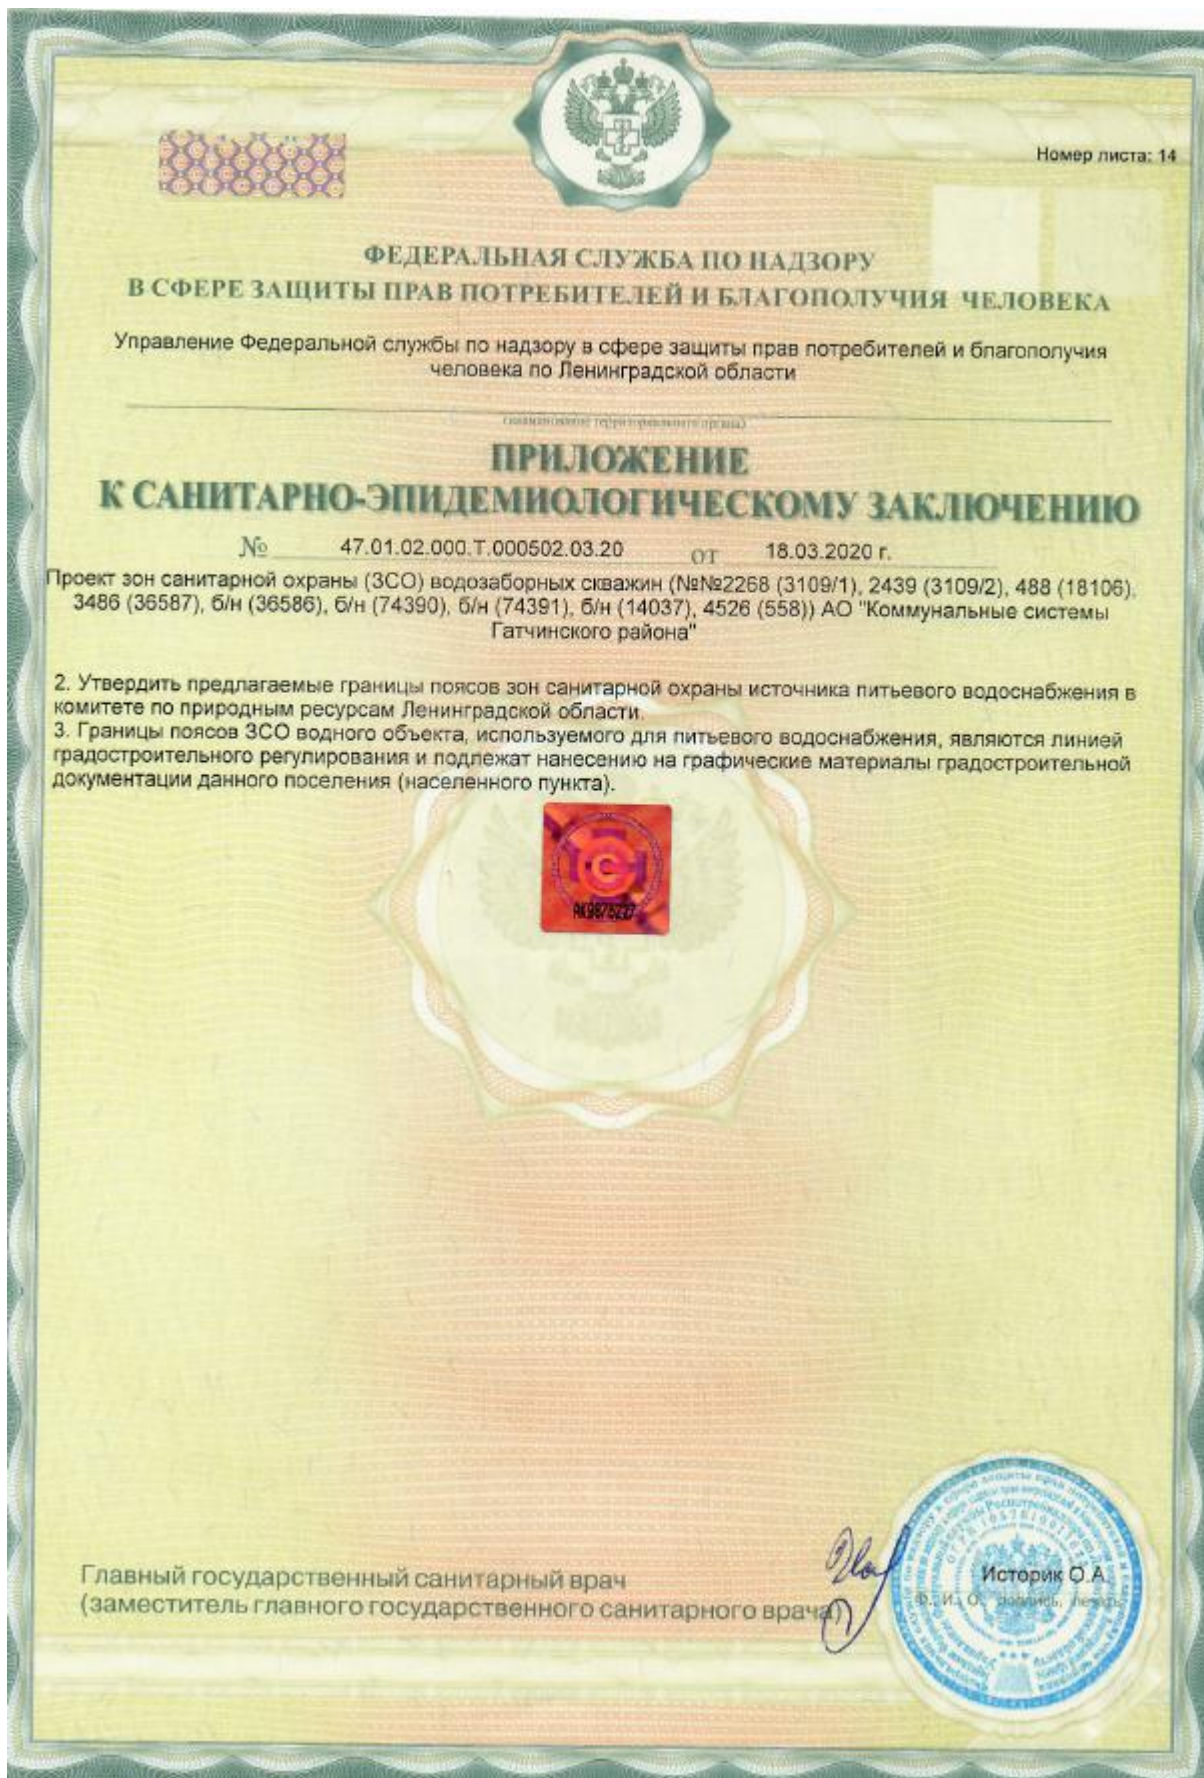 Номер листа: 14
ФЕДЕРАЛЬНАЯ СЛУЖБА ПО НАДЗОРУ
В СФЕРЕ ЗАЩИТЫ ПРАВ ПОТРЕБИТЕЛЕЙ И БЛАГОПОЛУЧИЯ ЧЕЛОВЕКА
Управление Федеральной службы по надзору в сфере защиты прав потребителей и благополучия
человека по Ленинградской области
(наименование территориального органа)
ПРИЛОЖЕНИЕ
К САНИТАРНО-ЭПИДЕМИОЛОГИЧЕСКОМУ ЗАКЛЮЧЕНИЮ
№ 47.01.02.000.Т.000502.03.20 от 18.03.2020 г.
Проект зон санитарной охраны (ЗСО) водозаборных скважин (№№2268 (3109/1), 2439 (3109/2), 488 (18106),
3486 (36587), б/н (36586), б/н (74390), б/н (74391), б/н (14037), 4526 (558)) АО "Коммунальные системы
Гатчинского района"
2. Утвердить предлагаемые границы поясов зон санитарной охраны источника питьевого водоснабжения в
комитете по природным ресурсам Ленинградской области.
3. Границы поясов ЗСО водного объекта, используемого для питьевого водоснабжения, являются линией
градостроительного регулирования и подлежат нанесению на графические материалы градостроительной
документации данного поселения (населенного пункта).
Главный государственный санитарный врач
(заместитель главного государственного санитарного врача)
Историк О.А.
Ф. И. О., подпись, печать